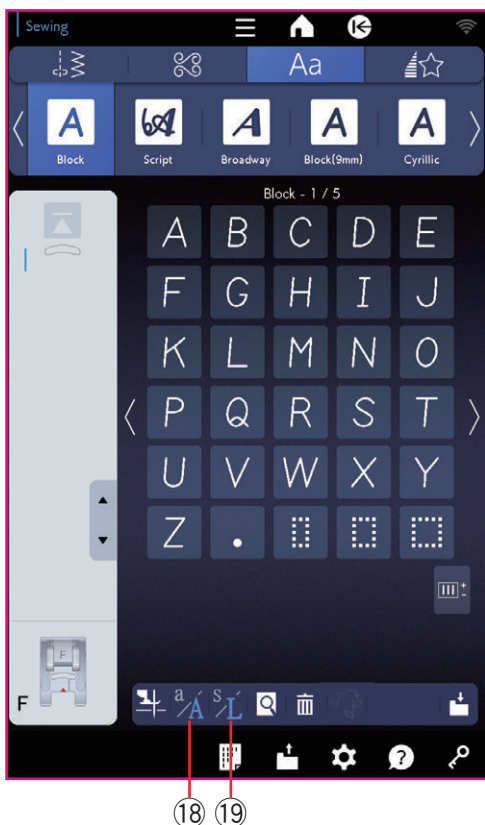 Sewing
Aa
A A A A A
Block Script Broadway Block(9mm) Cyrillic
Block - 1 / 5
A B C D E
F G H I J
K L M N O
P Q R S T
U V W X Y
Z .
F
F a/A S/L
?
⑱ ⑲